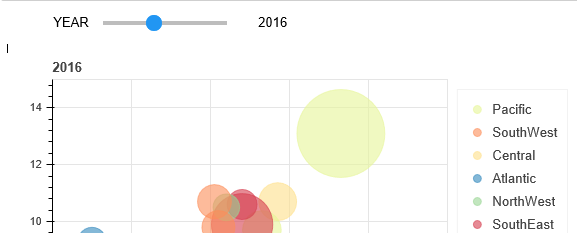 YEAR 2016
2016
14
12
10
Pacific
SouthWest
Central
Atlantic
NorthWest
SouthEast